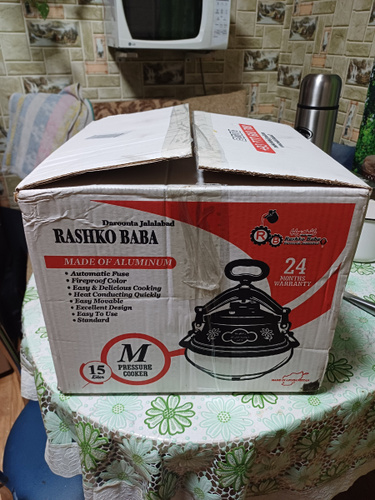 Darounta Jalalabad
RASHKO BABA
MADE OF ALUMINUM
• Automatic Fuse
• Fireproof Color
• Easy & Delicious Cooking
• Heat Conducting Quickly
• Easy Movable
• Excellent Design
• Easy To Use
• Standard
24
MONTHS
WARRANTY
15
Liter
M
PRESSURE
COOKER